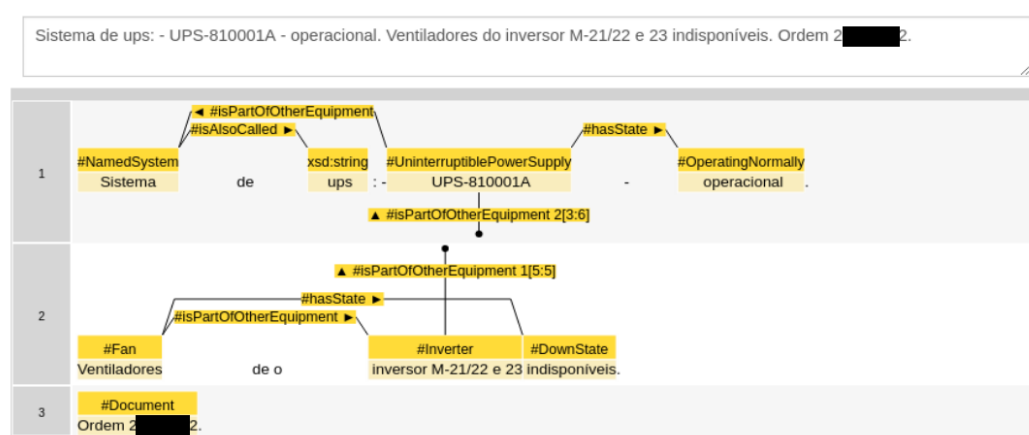 Sistema de ups: - UPS-810001A - operacional. Ventiladores do inversor M-21/22 e 23 indisponíveis. Ordem 2 2.
◄ #isPartOfOtherEquipment
#isAlsoCalled ► #hasState ►
#NamedSystem xsd:string #UninterruptiblePowerSupply #OperatingNormally
1 Sistema de ups : - UPS-810001A - operacional .
▲ #isPartOfOtherEquipment 2[3:6]
▲ #isPartOfOtherEquipment 1[5:5]
#hasState ►
2 #isPartOfOtherEquipment ►
#Fan #Inverter #DownState
Ventiladores de o inversor M-21/22 e 23 indisponíveis.
3 #Document
Ordem 2 2.